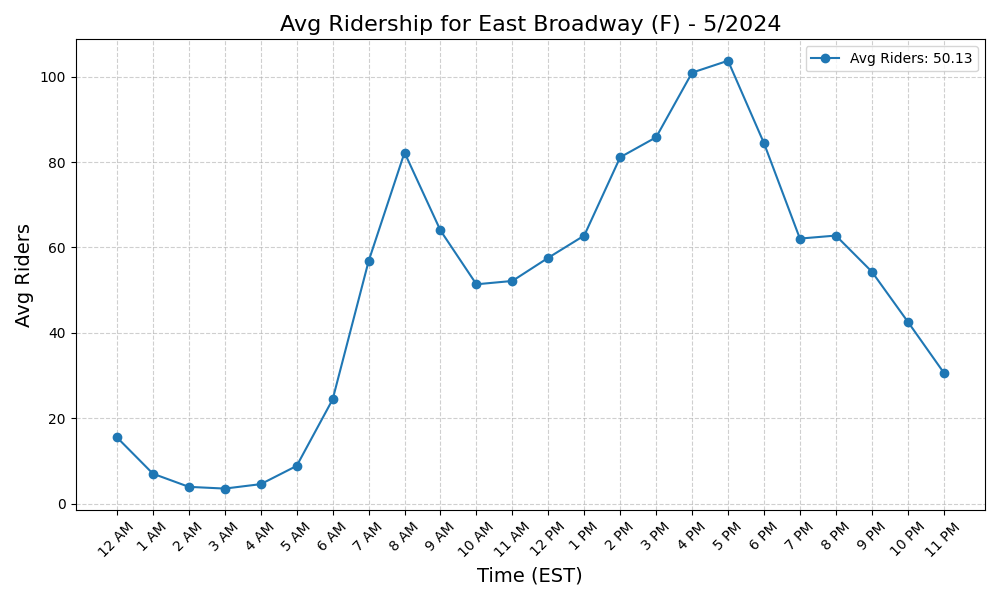 Avg Ridership for East Broadway (F) - 5/2024
Avg Riders: 50.13
Avg Riders
100
80
60
40
20
0
12 AM
1 AM
2 AM
3 AM
4 AM
5 AM
6 AM
7 AM
8 AM
9 AM
10 AM
11 AM
12 PM
1 PM
2 PM
3 PM
4 PM
5 PM
6 PM
7 PM
8 PM
9 PM
10 PM
11 PM
Time (EST)